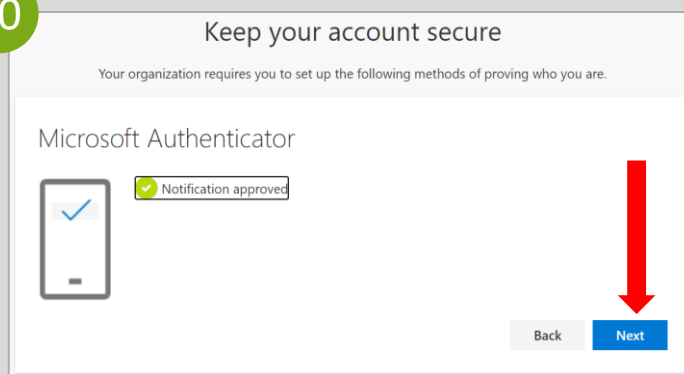 0
Keep your account secure
Your organization requires you to set up the following methods of proving who you are.
Microsoft Authenticator
Notification approved
Back Next